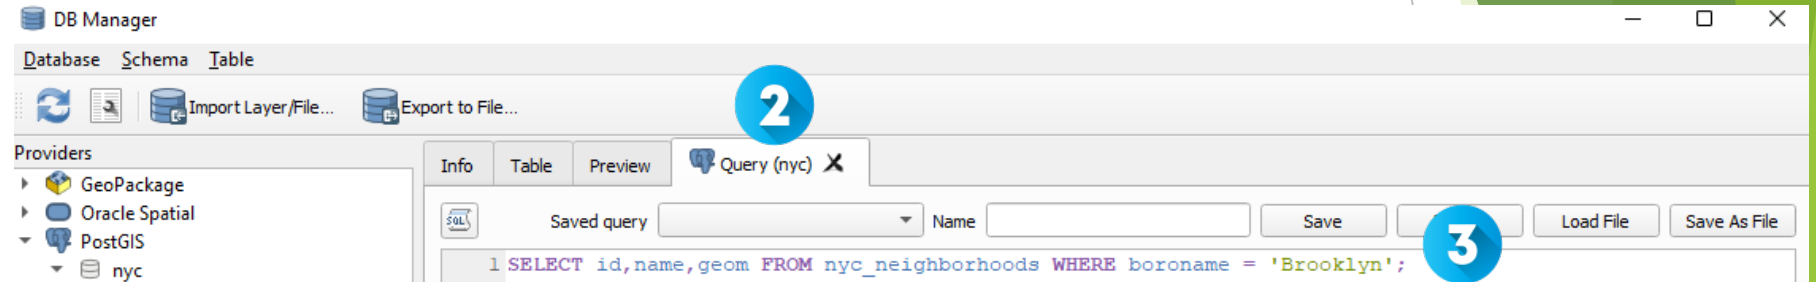 DB Manager
Database Schema Table
Import Layer/File... Export to File...
2
Providers
Info Table Preview Query (nyc)
GeoPackage
Oracle Spatial
SQL Saved query Name Save Load File Save As File
PostGIS
3
nyc
1 SELECT id,name,geom FROM nyc_neighborhoods WHERE boroname = 'Brooklyn';